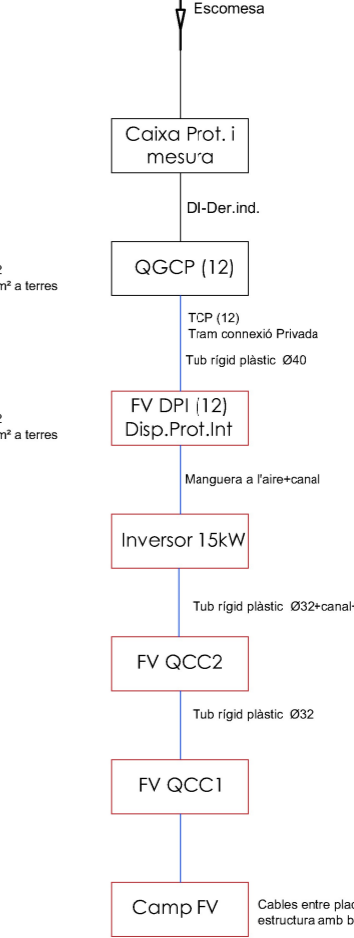 Escomesa
Caixa Prot. i
mesura
DI-Der.ind.
QGCP (12)
2
m² a terres
TCP (12)
Tram connexió Privada
Tub rígid plàstic Ø40
FV DPI (12)
Disp.Prot.Int
2
m² a terres
Manguera a l'aire+canal
Inversor 15kW
Tub rígid plàstic Ø32+canal+
FV QCC2
Tub rígid plàstic Ø32
FV QCC1
Camp FV
Cables entre
estructura amb